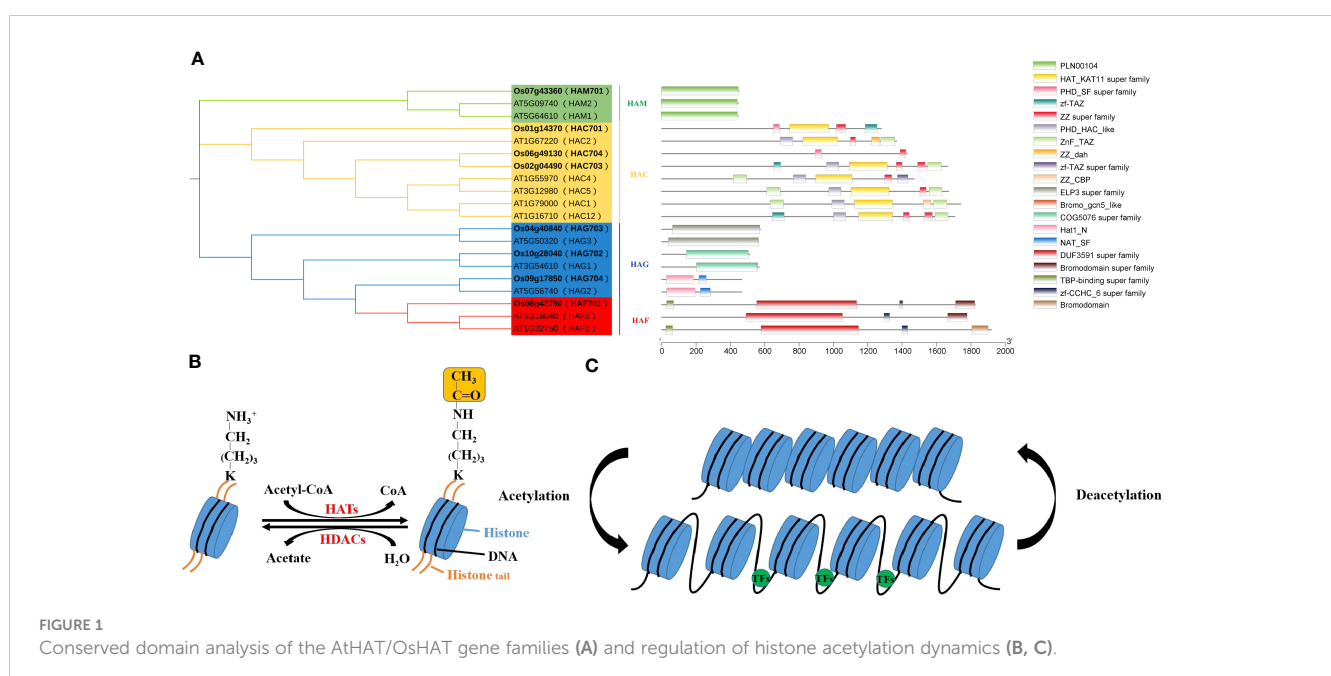 A
Os07g43360 ( HAM701 )
AT5G09740 ( HAM2 )
AT5G64610 ( HAM1 )
Os01g14370 ( HAC701 )
AT1G67220 ( HAC2 )
Os06g49130 ( HAC704 )
Os02g04490 ( HAC703 )
AT1G55970 ( HAC4 )
AT3G12980 ( HAC5 )
AT1G79000 ( HAC1 )
AT1G16710 ( HAC12 )
Os04g40840 ( HAG703 )
AT5G50320 ( HAG3 )
Os10g28040 ( HAG702 )
AT3G54610 ( HAG1 )
Os09g17850 ( HAG704 )
AT5G56740 ( HAG2 )
Os06g43790 ( HAF701 )
AT3G19040 ( HAF2 )
AT1G32750 ( HAF1 )
HAM
HAC
HAG
HAF
0 200 400 600 800 1000 1200 1400 1600 1800 2000
3'
PLN00104
HAT_KAT11 super family
PHD_SF super family
zf-TAZ
ZZ super family
PHD_HAC_like
ZnF_TAZ
ZZ_dah
zf-TAZ super family
ZZ_CBP
ELP3 super family
Bromo_gcn5_like
COG5076 super family
Hat1_N
NAT_SF
DUF3591 super family
Bromodomain super family
TBP-binding super family
zf-CCHC_6 super family
Bromodomain
B
NH₃⁺
CH₂
(CH₂)₃
K
Acetyl-CoA
CoA
HATs
HDACs
Acetate
H₂O
CH₃
C=O
NH
CH₂
(CH₂)₃
K
Histone
DNA
Histone tail
C
Acetylation
Deacetylation
TFs
TFs
TFs
FIGURE 1
Conserved domain analysis of the AtHAT/OsHAT gene families (A) and regulation of histone acetylation dynamics (B, C).